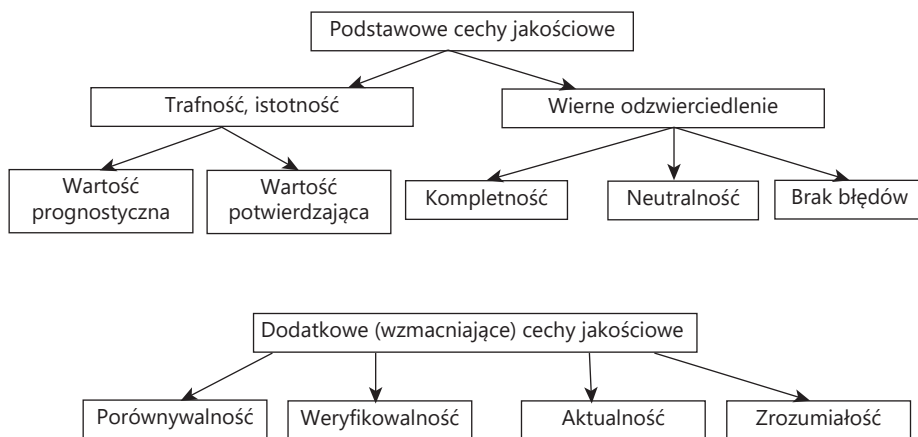 Podstawowe cechy jakościowe
Trafność, istotność
Wierne odzwierciedlenie
Wartość
prognostyczna
Wartość
potwierdzająca
Kompletność
Neutralność
Brak błędów
Dodatkowe (wzmacniające) cechy jakościowe
Porównywalność
Weryfikowalność
Aktualność
Zrozumiałość